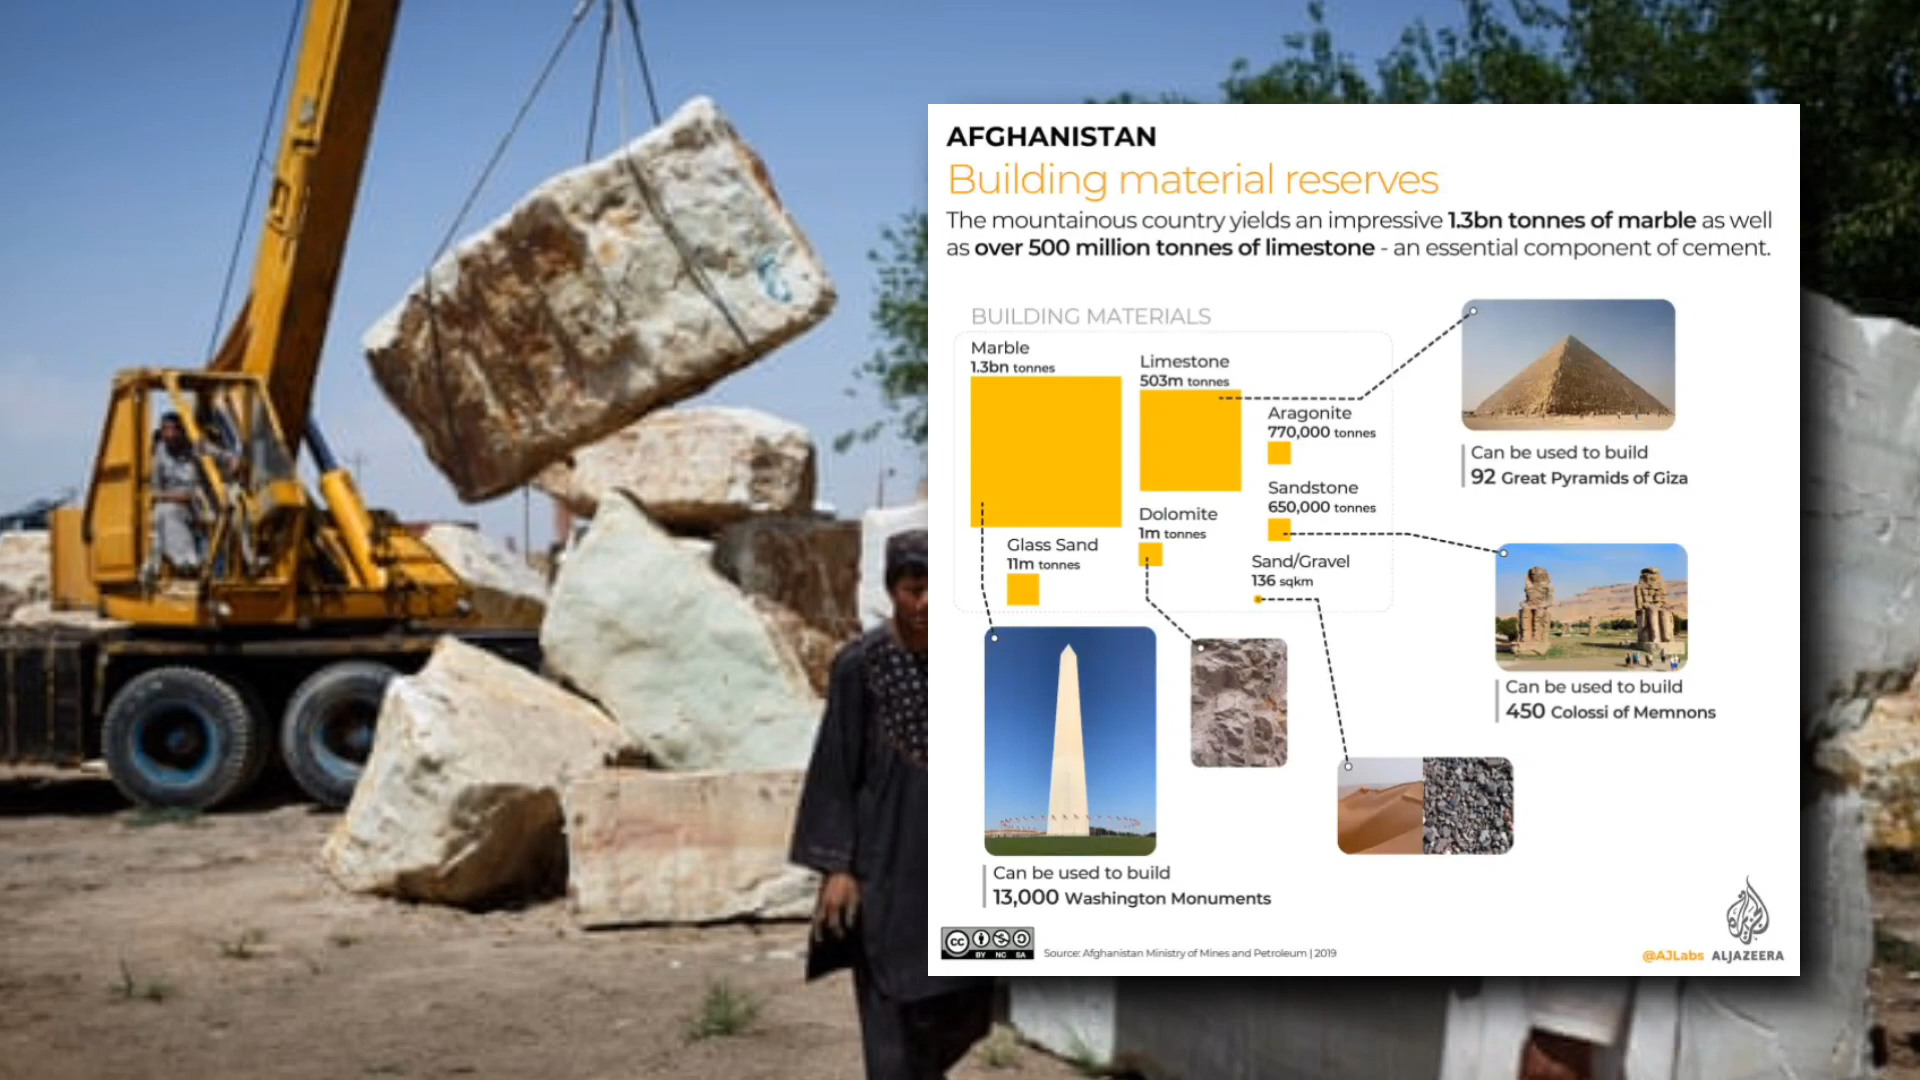 AFGHANISTAN
Building material reserves
The mountainous country yields an impressive 1.3bn tonnes of marble as well
as over 500 million tonnes of limestone - an essential component of cement.
BUILDING MATERIALS
Marble
1.3bn tonnes
Limestone
503m tonnes
Aragonite
770,000 tonnes
Sandstone
650,000 tonnes
Dolomite
1m tonnes
Glass Sand
11m tonnes
Sand/Gravel
136 sqkm
Can be used to build
92 Great Pyramids of Giza
Can be used to build
450 Colossi of Memnons
Can be used to build
13,000 Washington Monuments
cc
BY NC SA
Source: Afghanistan Ministry of Mines and Petroleum | 2019
@AJLabs ALJAZEERA